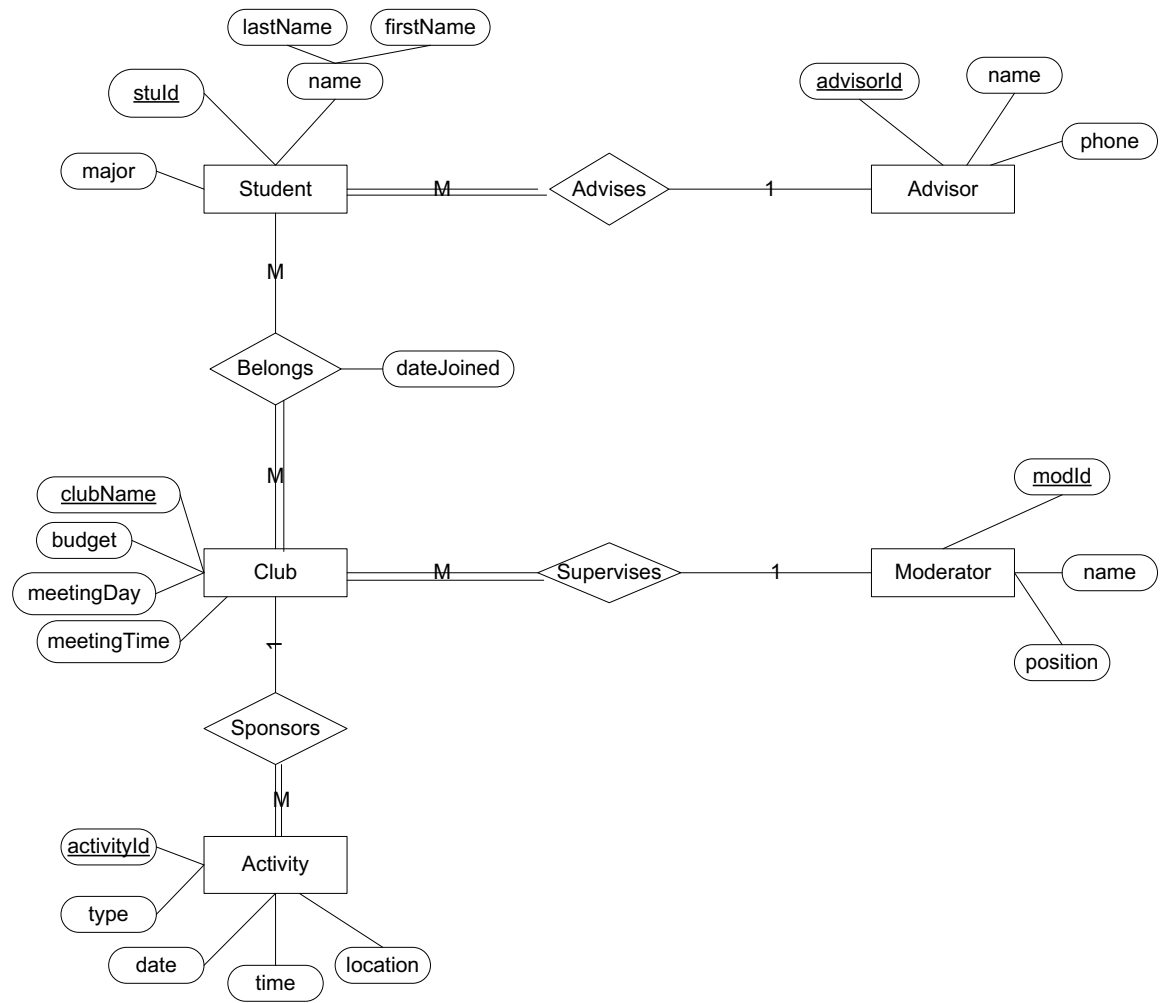 lastName
firstName
name
stuId
major
Student
M
Advises
1
Advisor
advisorId
name
phone
M
Belongs
dateJoined
M
clubName
budget
meetingDay
meetingTime
Club
M
Supervises
1
Moderator
modId
name
position
1
Sponsors
M
activityId
Activity
type
date
time
location